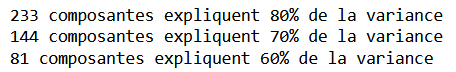 233 composantes expliquent 80% de la variance
144 composantes expliquent 70% de la variance
81 composantes expliquent 60% de la variance